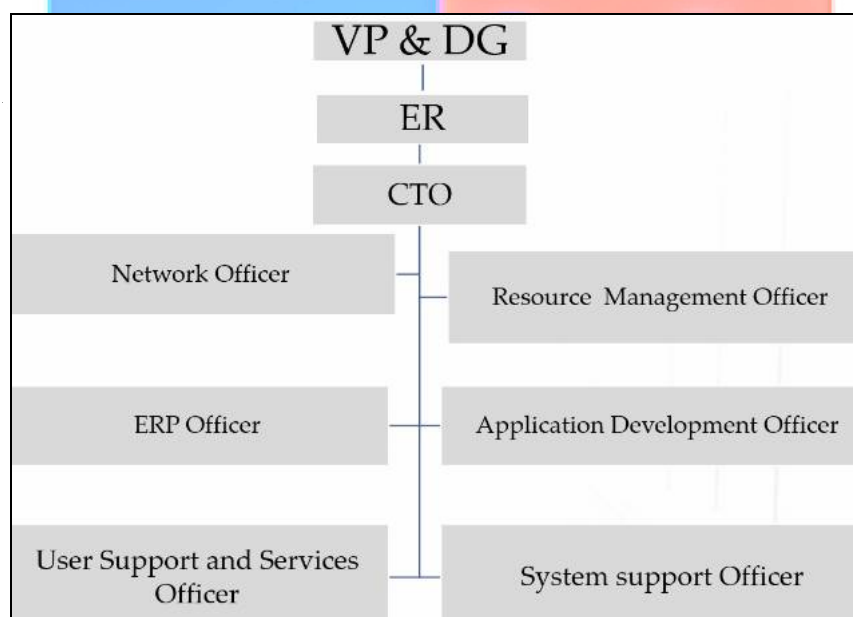 VP & DG
ER
CTO
Network Officer
Resource Management Officer
ERP Officer
Application Development Officer
User Support and Services
Officer
System support Officer